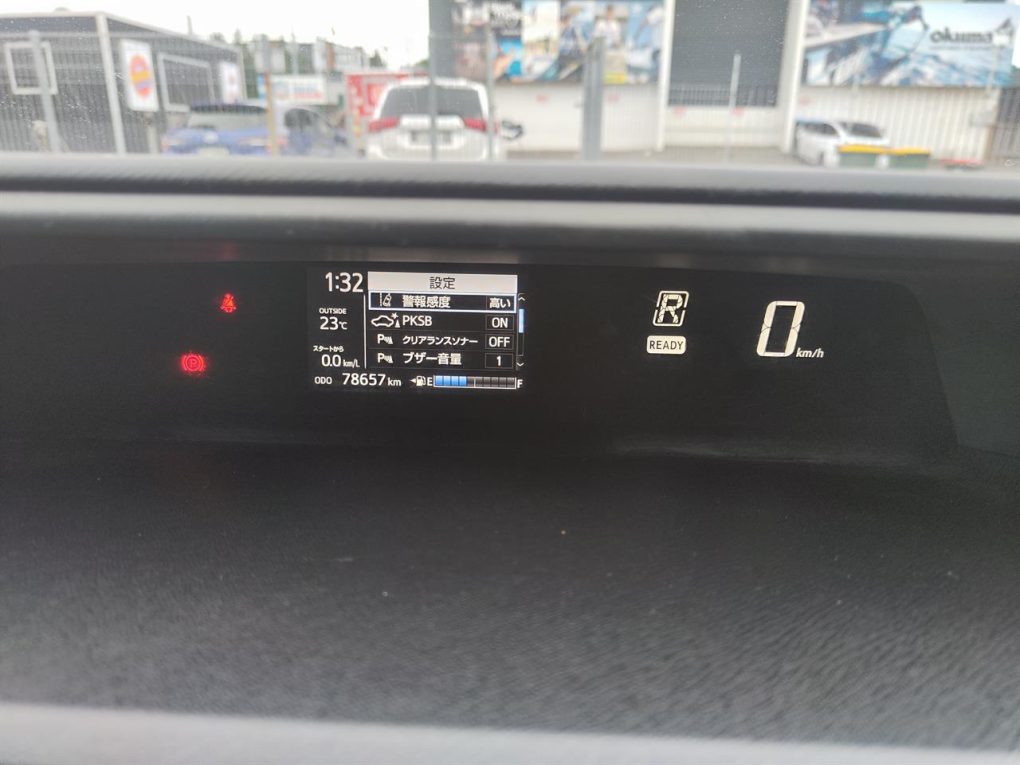 okuma
1:32
設定
警報感度 高い
OUTSIDE
23℃
PKSB ON
クリアランスソナー OFF
スタートから
0.0 km/L
P ブザー音量 1
ODO 78657 km
E F
R
READY
0 km/h
P